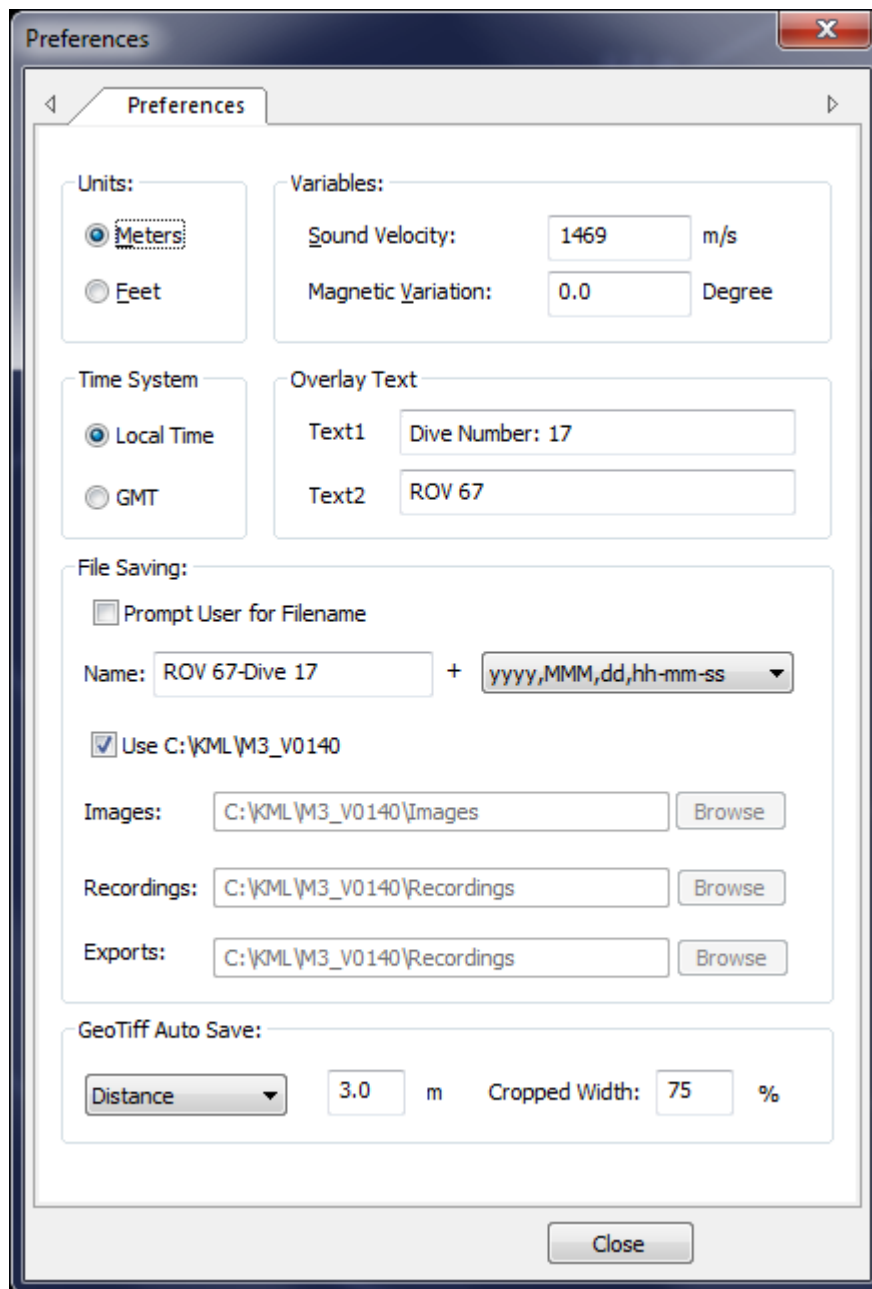 Preferences
Preferences
Units:
Meters
Feet
Variables:
Sound Velocity: 1469 m/s
Magnetic Variation: 0.0 Degree
Time System
Local Time
GMT
Overlay Text
Text1 Dive Number: 17
Text2 ROV 67
File Saving:
Prompt User for Filename
Name: ROV 67-Dive 17 + yyyy,MMM,dd,hh-mm-ss
Use C:\KML\M3_V0140
Images: C:\KML\M3_V0140\Images Browse
Recordings: C:\KML\M3_V0140\Recordings Browse
Exports: C:\KML\M3_V0140\Recordings Browse
GeoTiff Auto Save:
Distance 3.0 m Cropped Width: 75 %
Close